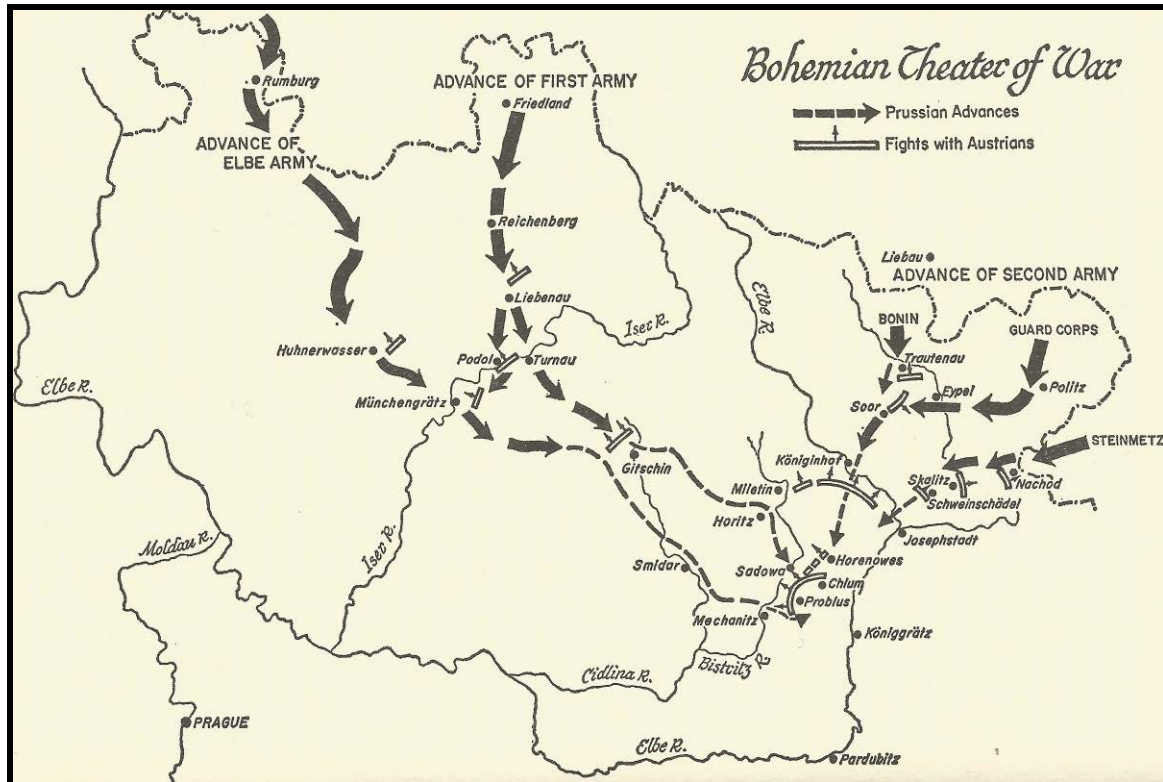 Bohemian Theater of War
Prussian Advances
Fights with Austrians
Rumburg
ADVANCE OF
ELBE ARMY
ADVANCE OF FIRST ARMY
Friedland
Reichenberg
Liebenau
Iser R.
Huhnerwasser
Podol
Turnau
Elbe R.
Münchengrätz
Elbe R.
Liebau
ADVANCE OF SECOND ARMY
BONIN
GUARD CORPS
Trautenau
Eypel
Politz
Soor
STEINMETZ
Königinhof
Skalitz
Nachod
Schweinschädel
Gitschin
Miletin
Horitz
Josephstadt
Moldau R.
Iser R.
Smidar
Sadowa
Horenowes
Chlum
Problus
Mechanitz
Königgrätz
Bistritz R.
Cidlina R.
PRAGUE
Elbe R.
Pardubitz